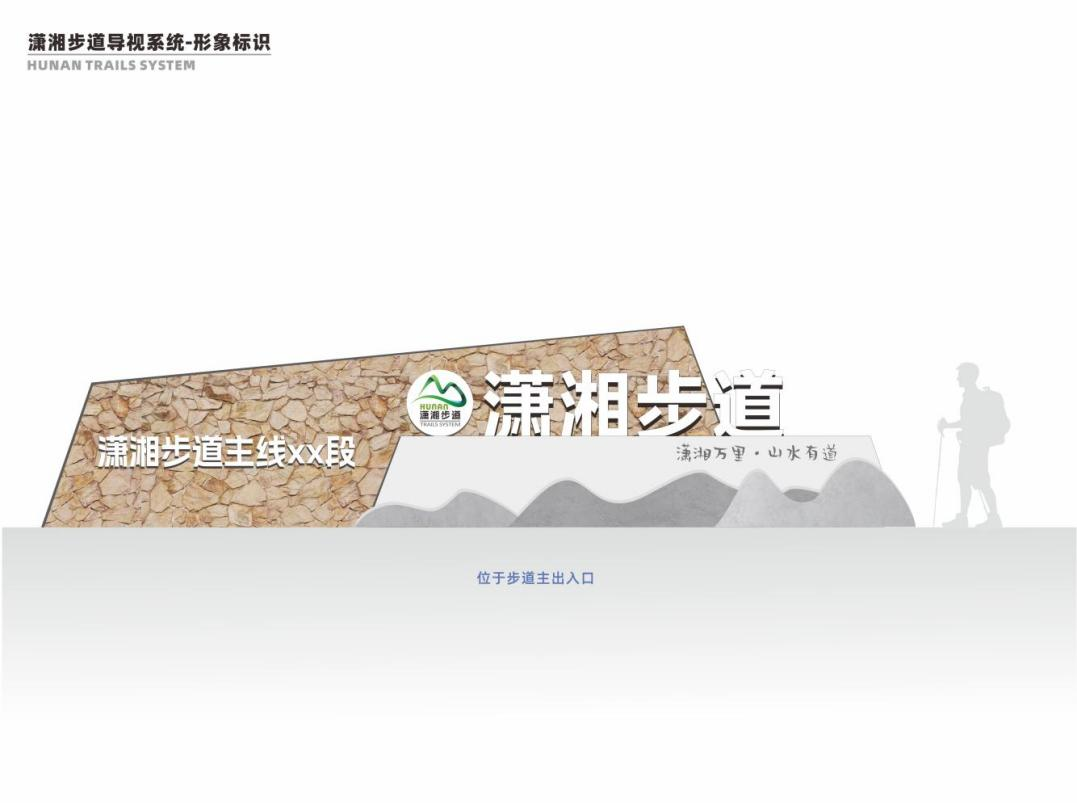 潇湘步道导视系统-形象标识
HUNAN TRAILS SYSTEM
HUNAN
潇湘步道
TRAILS SYSTEM
潇湘步道
潇湘步道主线xx段
潇湘万里·山水有道
位于步道主出入口